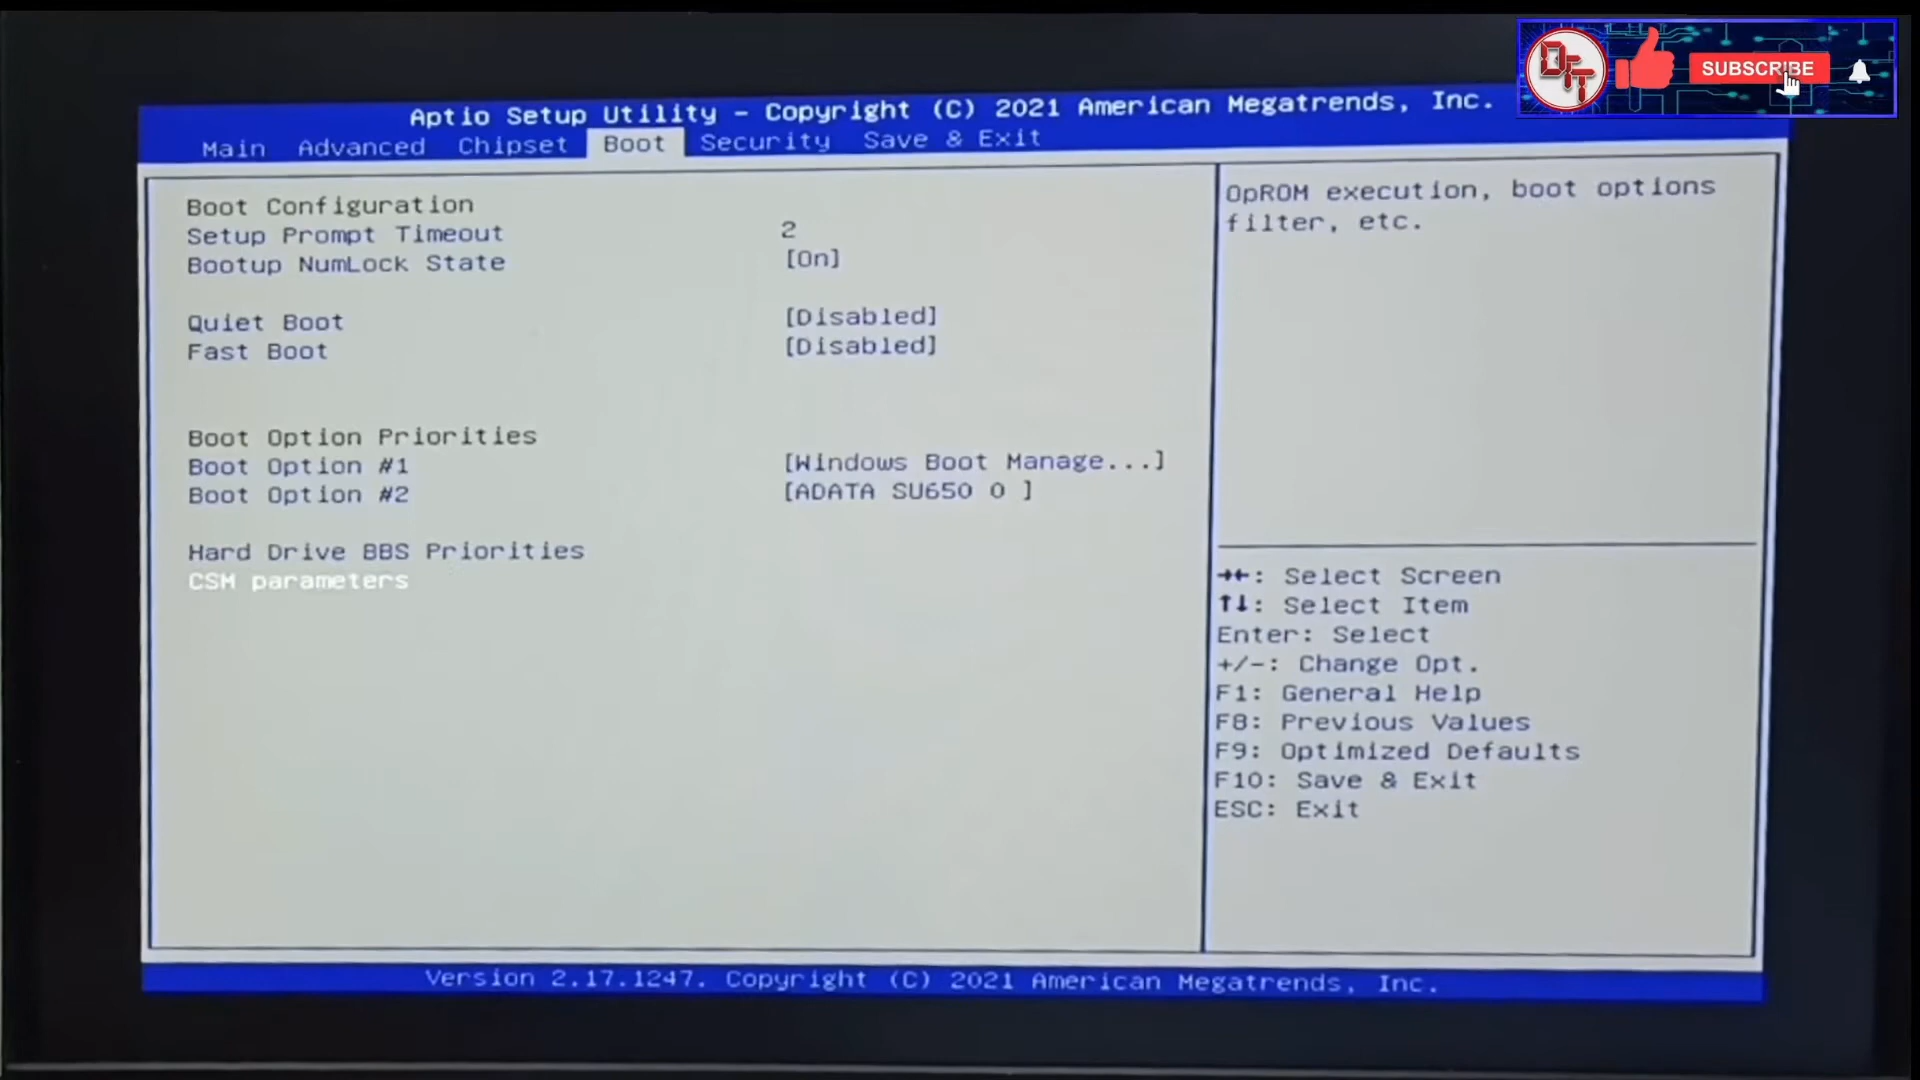 DFT
SUBSCRIBE
Aptio Setup Utility – Copyright (C) 2021 American Megatrends, Inc.
Main Advanced Chipset Boot Security Save & Exit
Boot Configuration
Setup Prompt Timeout 2
Bootup NumLock State [On]
Quiet Boot [Disabled]
Fast Boot [Disabled]
Boot Option Priorities
Boot Option #1 [Windows Boot Manage...]
Boot Option #2 [ADATA SU650 0 ]
Hard Drive BBS Priorities
CSM parameters
OpROM execution, boot options
filter, etc.
→←: Select Screen
↑↓: Select Item
Enter: Select
+/-: Change Opt.
F1: General Help
F8: Previous Values
F9: Optimized Defaults
F10: Save & Exit
ESC: Exit
Version 2.17.1247. Copyright (C) 2021 American Megatrends, Inc.